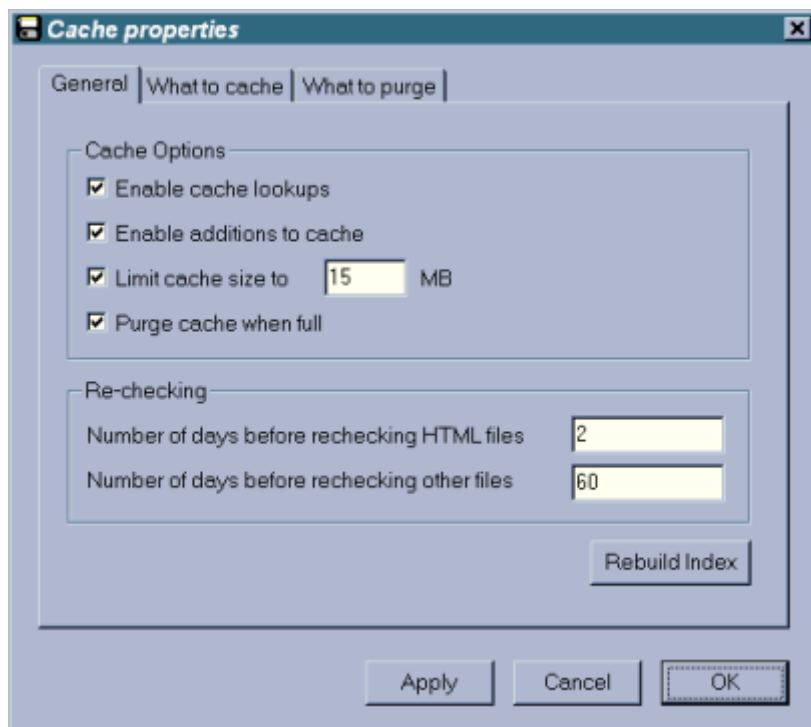 Cache properties
General What to cache What to purge
Cache Options
Enable cache lookups
Enable additions to cache
Limit cache size to 15 MB
Purge cache when full
Re-checking
Number of days before rechecking HTML files 2
Number of days before rechecking other files 60
Rebuild Index
Apply Cancel OK